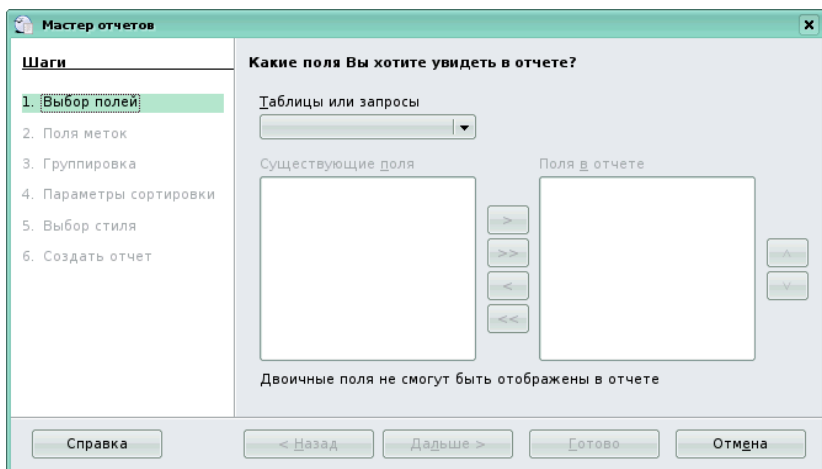 Мастер отчетов
Шаги
1. Выбор полей
2. Поля меток
3. Группировка
4. Параметры сортировки
5. Выбор стиля
6. Создать отчет
Какие поля Вы хотите увидеть в отчете?
Таблицы или запросы
Существующие поля
Поля в отчете
>
>>
<
<<
^
v
Двоичные поля не смогут быть отображены в отчете
Справка
< Назад
Дальше >
Готово
Отмена